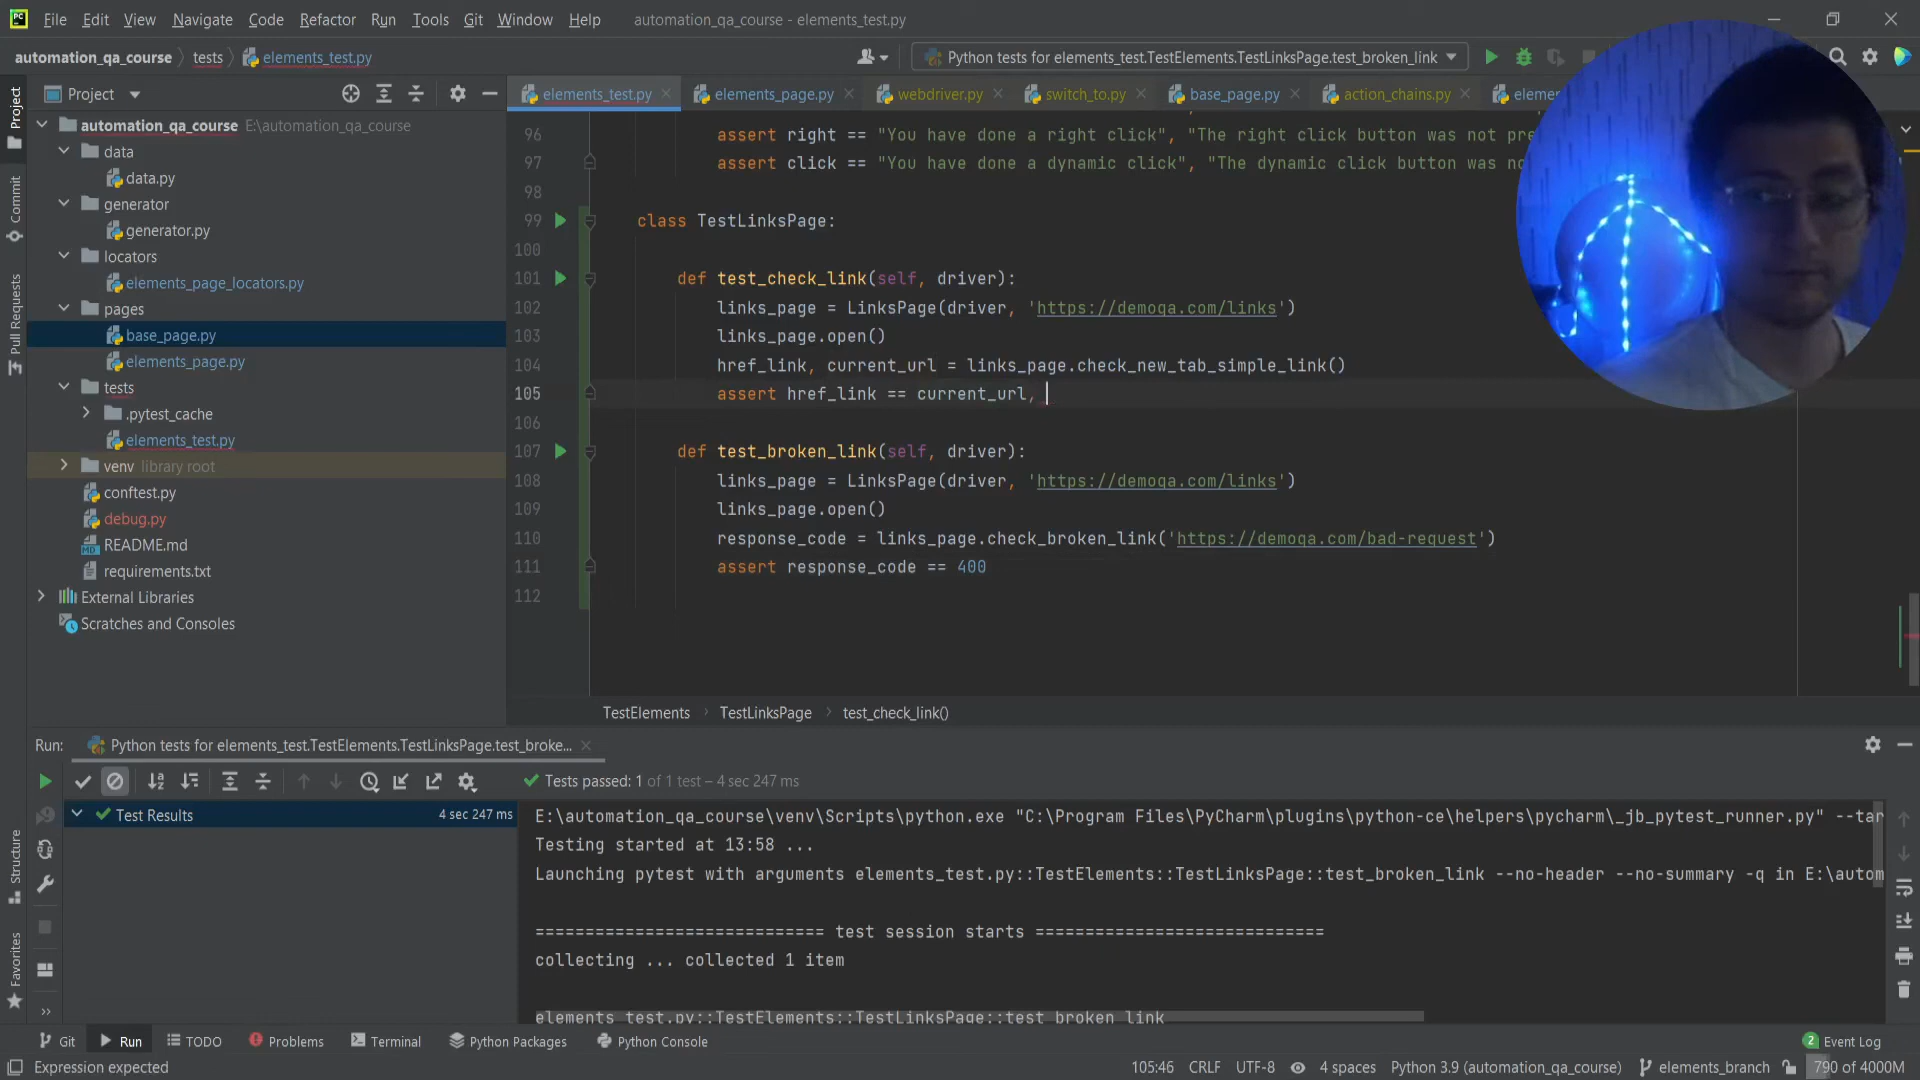 File Edit View Navigate Code Refactor Run Tools Git Window Help automation_qa_course - elements_test.py
automation_qa_course tests elements_test.py
Python tests for elements_test.TestElements.TestLinksPage.test_broken_link
Project
elements_test.py elements_page.py webdriver.py switch_to.py base_page.py action_chains.py
automation_qa_course E:\automation_qa_course
data
data.py
generator
generator.py
locators
elements_page_locators.py
pages
base_page.py
elements_page.py
tests
.pytest_cache
elements_test.py
venv library root
conftest.py
debug.py
README.md
requirements.txt
External Libraries
Scratches and Consoles
Project
Commit
Pull Requests
Structure
Favorites
96 assert right == "You have done a right click", "The right click button was not pre
97 assert click == "You have done a dynamic click", "The dynamic click button was no
98
99 class TestLinksPage:
100
101 def test_check_link(self, driver):
102 links_page = LinksPage(driver, 'https://demoqa.com/links')
103 links_page.open()
104 href_link, current_url = links_page.check_new_tab_simple_link()
105 assert href_link == current_url,
106
107 def test_broken_link(self, driver):
108 links_page = LinksPage(driver, 'https://demoqa.com/links')
109 links_page.open()
110 response_code = links_page.check_broken_link('https://demoqa.com/bad-request')
111 assert response_code == 400
112
TestElements TestLinksPage test_check_link()
Run: Python tests for elements_test.TestElements.TestLinksPage.test_broke...
Tests passed: 1 of 1 test – 4 sec 247 ms
Test Results 4 sec 247 ms
E:\automation_qa_course\venv\Scripts\python.exe "C:\Program Files\PyCharm\plugins\python-ce\helpers\pycharm\_jb_pytest_runner.py" --tar
Testing started at 13:58 ...
Launching pytest with arguments elements_test.py::TestElements::TestLinksPage::test_broken_link --no-header --no-summary -q in E:\autom
============================= test session starts =============================
collecting ... collected 1 item
elements_test.py::TestElements::TestLinksPage::test_broken_link
Git Run TODO Problems Terminal Python Packages Python Console 2 Event Log
Expression expected 105:46 CRLF UTF-8 4 spaces Python 3.9 (automation_qa_course) elements_branch 790 of 4000M